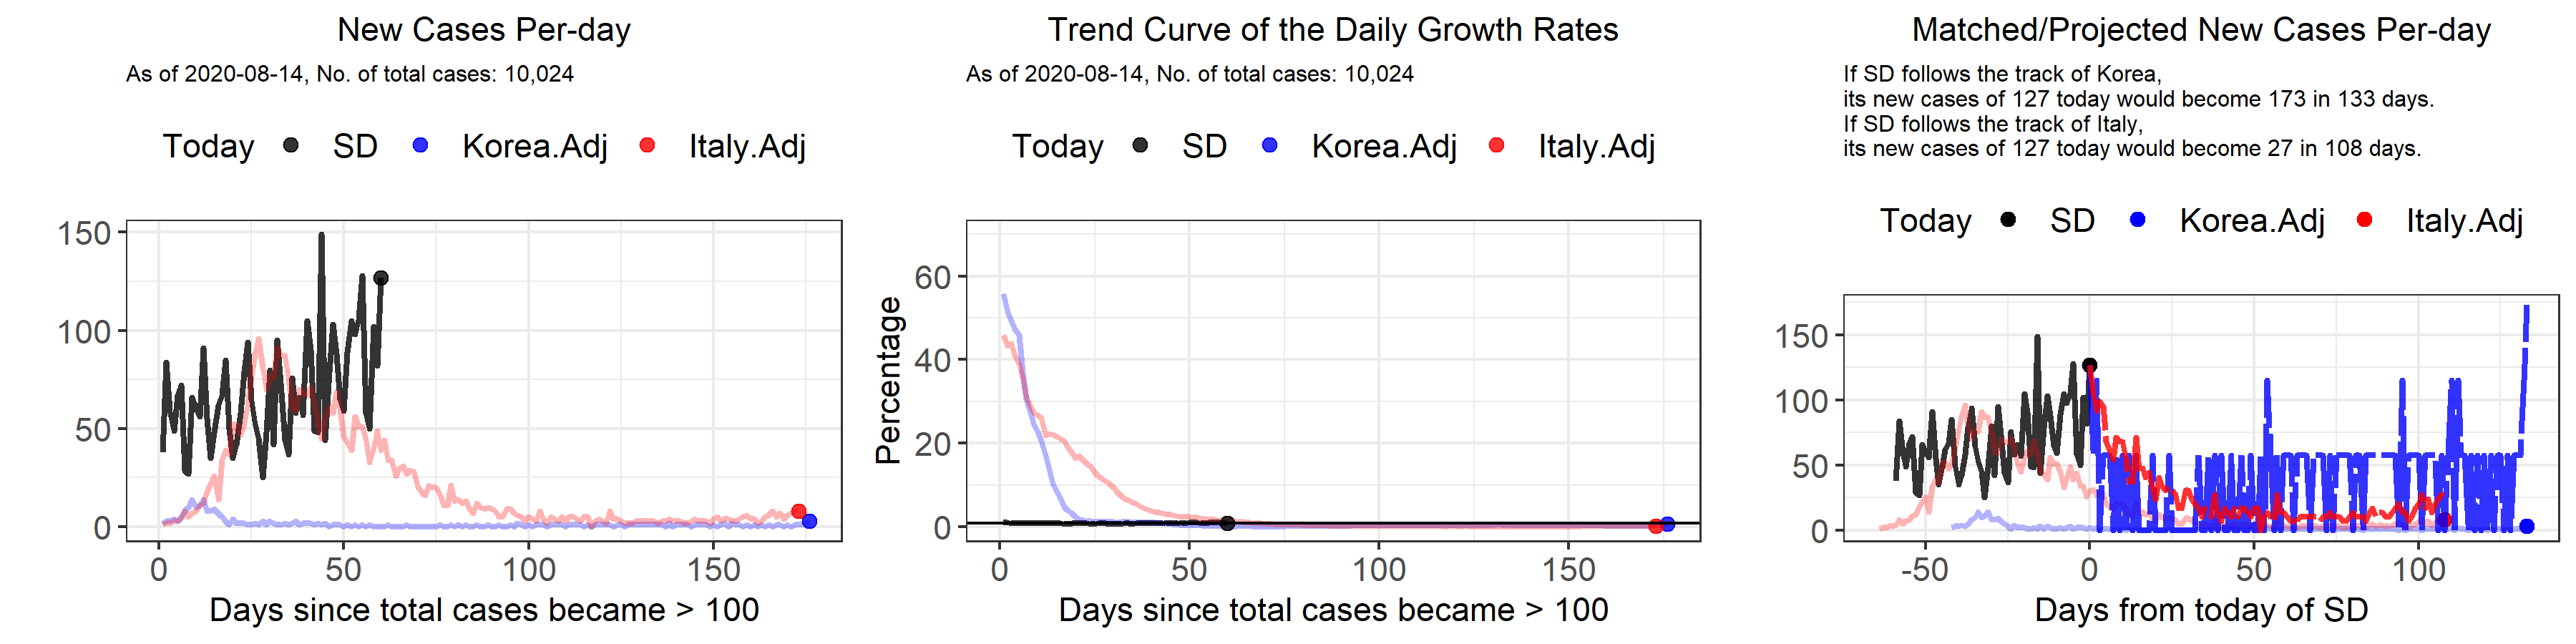 New Cases Per-day
As of 2020-08-14, No. of total cases: 10,024
Today SD Korea.Adj Italy.Adj
150
100
50
0
0 50 100 150
Days since total cases became > 100
Trend Curve of the Daily Growth Rates
As of 2020-08-14, No. of total cases: 10,024
Today SD Korea.Adj Italy.Adj
Percentage
60
40
20
0
0 50 100 150
Days since total cases became > 100
Matched/Projected New Cases Per-day
If SD follows the track of Korea,
its new cases of 127 today would become 173 in 133 days.
If SD follows the track of Italy,
its new cases of 127 today would become 27 in 108 days.
Today SD Korea.Adj Italy.Adj
150
100
50
0
-50 0 50 100
Days from today of SD